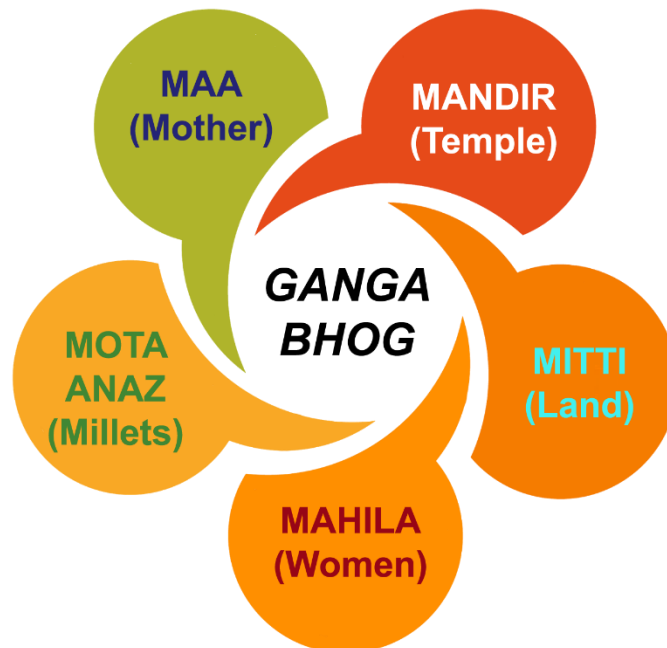 MAA
(Mother)
MANDIR
(Temple)
GANGA
BHOG
MOTA
ANAZ
(Millets)
MITTI
(Land)
MAHILA
(Women)